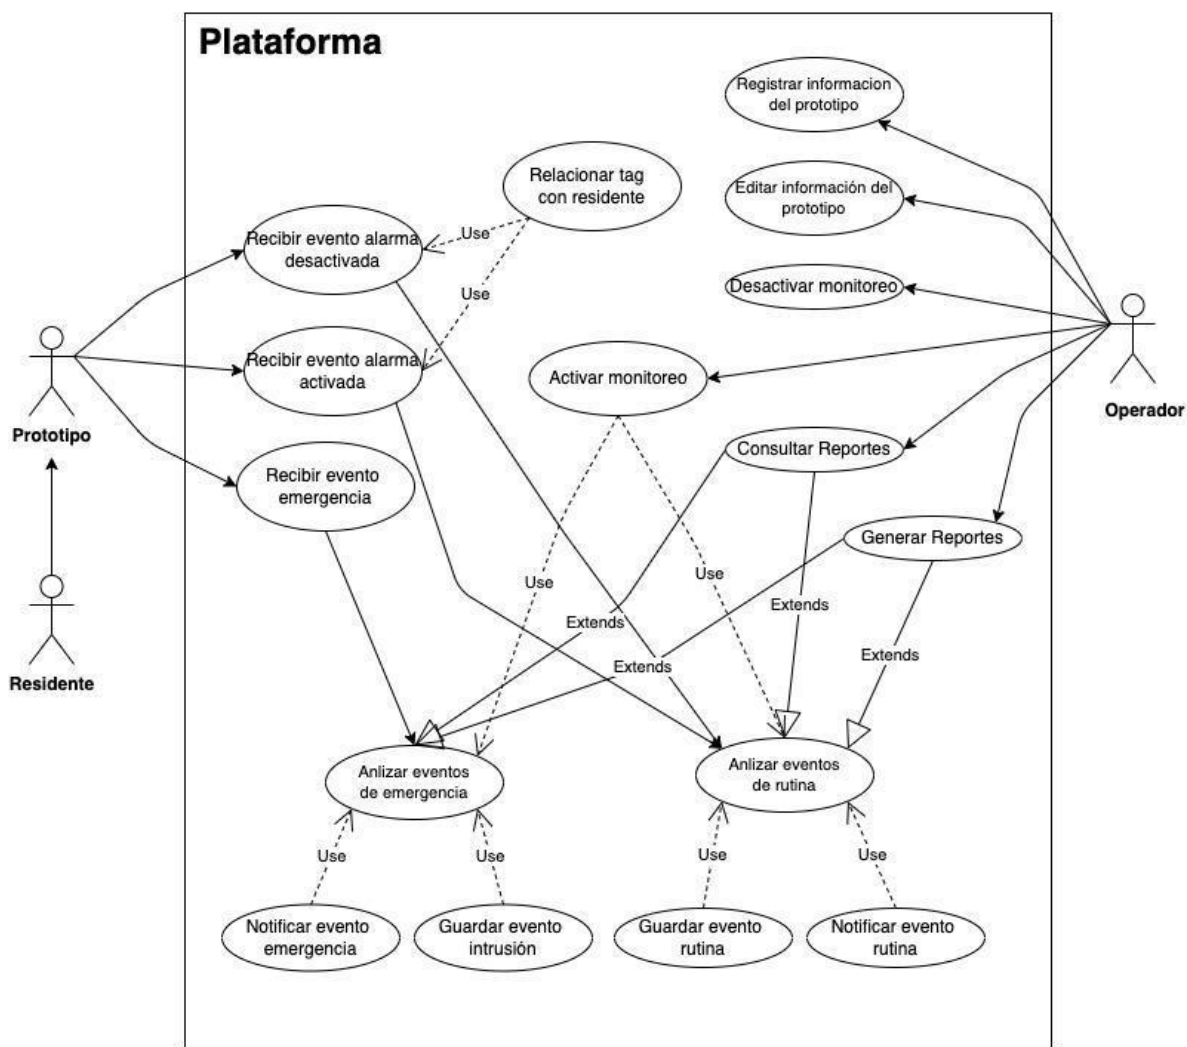 Plataforma
Registrar informacion
del prototipo
Relacionar tag
con residente
Editar información del
prototipo
Recibir evento alarma
desactivada
Use
Use
Desactivar monitoreo
Recibir evento alarma
activada
Activar monitoreo
Prototipo
Operador
Recibir evento
emergencia
Consultar Reportes
Generar Reportes
Use
Use
Extends
Extends
Extends
Extends
Residente
Anlizar eventos
de emergencia
Anlizar eventos
de rutina
Use
Use
Use
Use
Notificar evento
emergencia
Guardar evento
intrusión
Guardar evento
rutina
Notificar evento
rutina